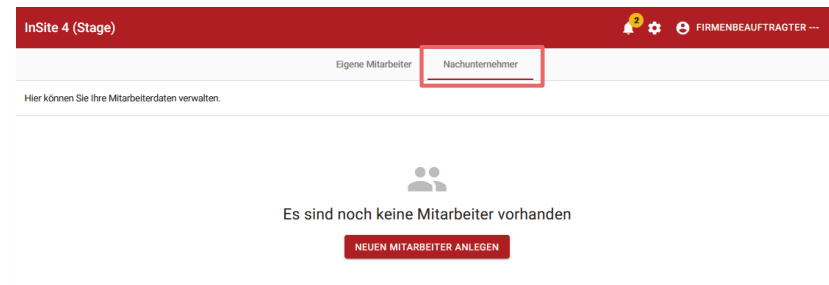 InSite 4 (Stage)
2
FIRMENBEAUFTRAGTER ---
Eigene Mitarbeiter
Nachunternehmer
Hier können Sie Ihre Mitarbeiterdaten verwalten.
Es sind noch keine Mitarbeiter vorhanden
NEUEN MITARBEITER ANLEGEN